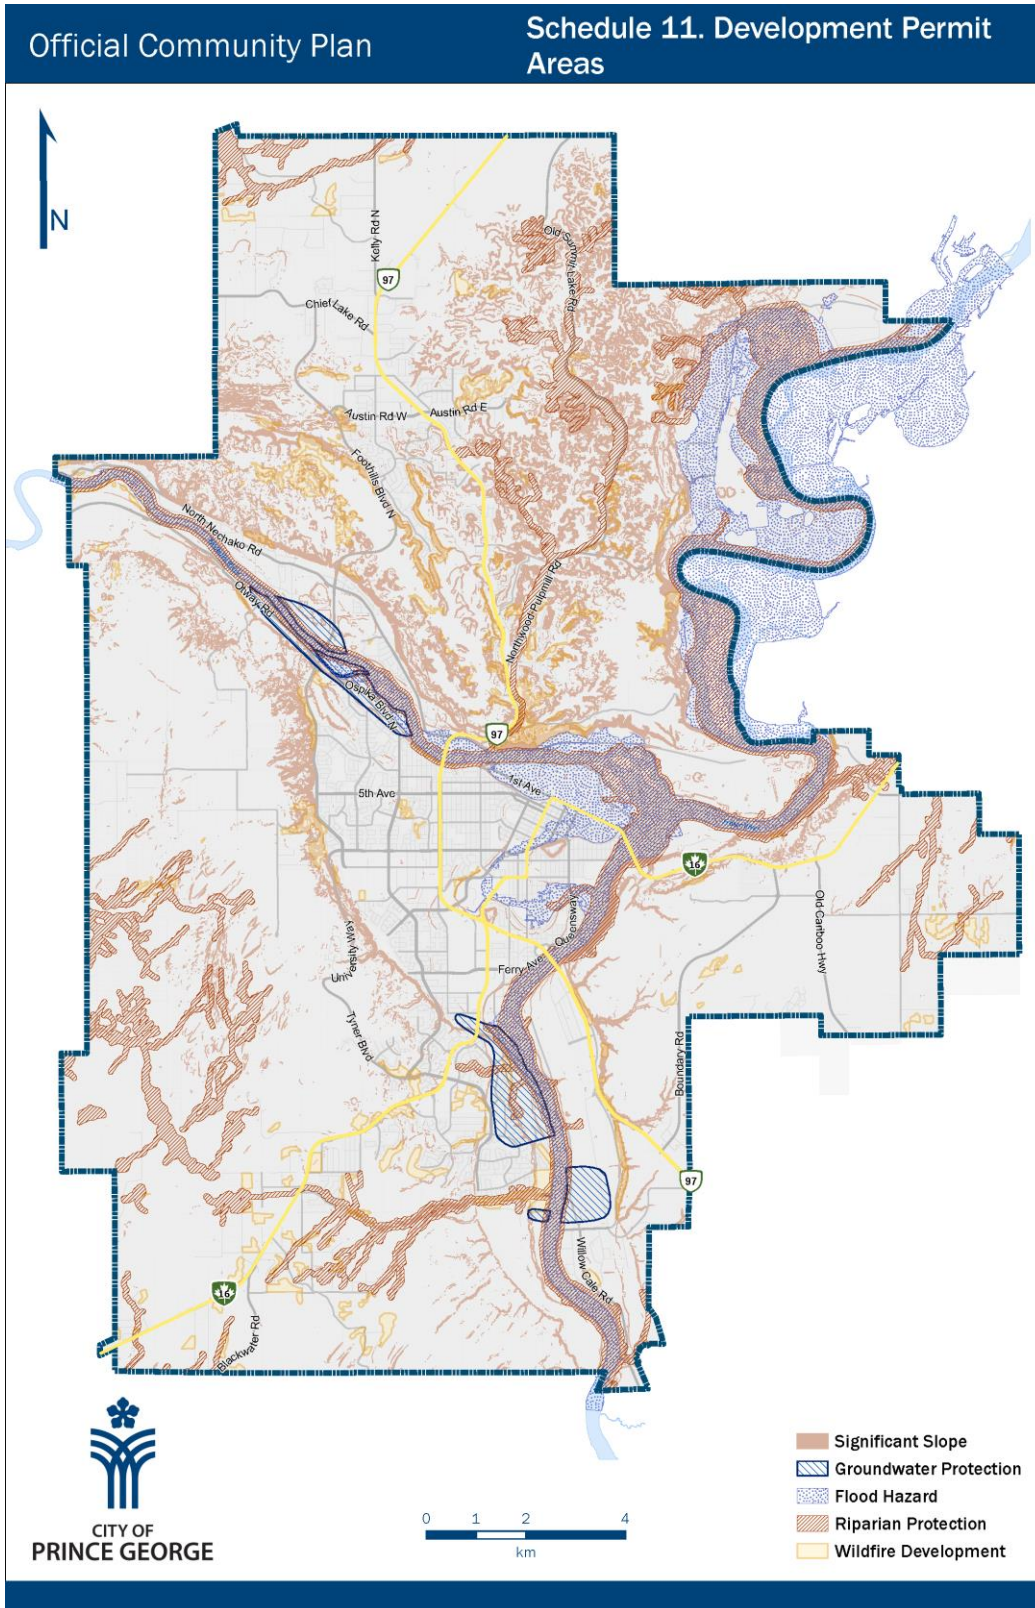 Official Community Plan
Schedule 11. Development Permit
Areas
N
Kelly Rd N
Old Summit Lake Rd
97
Chief Lake Rd
Austin Rd W
Austin Rd E
Foothills Blvd N
North Nechako Rd
Otway Rd
Northwood Pulpmill Rd
Ospika Blvd N
97
1st Ave
5th Ave
16
Queensway
Old Cariboo Hwy
University Way
Ferry Ave
Tyner Blvd
Boundary Rd
97
Willow Cale Rd
16
Blackwater Rd
CITY OF
PRINCE GEORGE
0 1 2 4
km
Significant Slope
Groundwater Protection
Flood Hazard
Riparian Protection
Wildfire Development